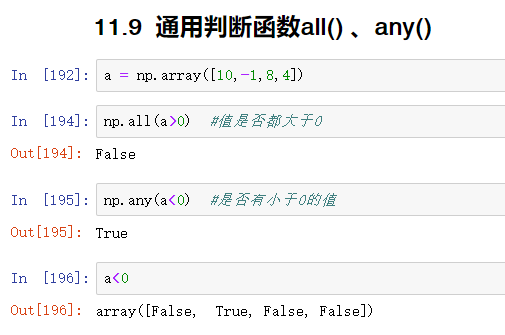 11.9 通用判断函数all() 、any()
In [192]: a = np.array([10,-1,8,4])
In [194]: np.all(a>0) #值是否都大于0
Out[194]: False
In [195]: np.any(a<0) #是否有小于0的值
Out[195]: True
In [196]: a<0
Out[196]: array([False, True, False, False])